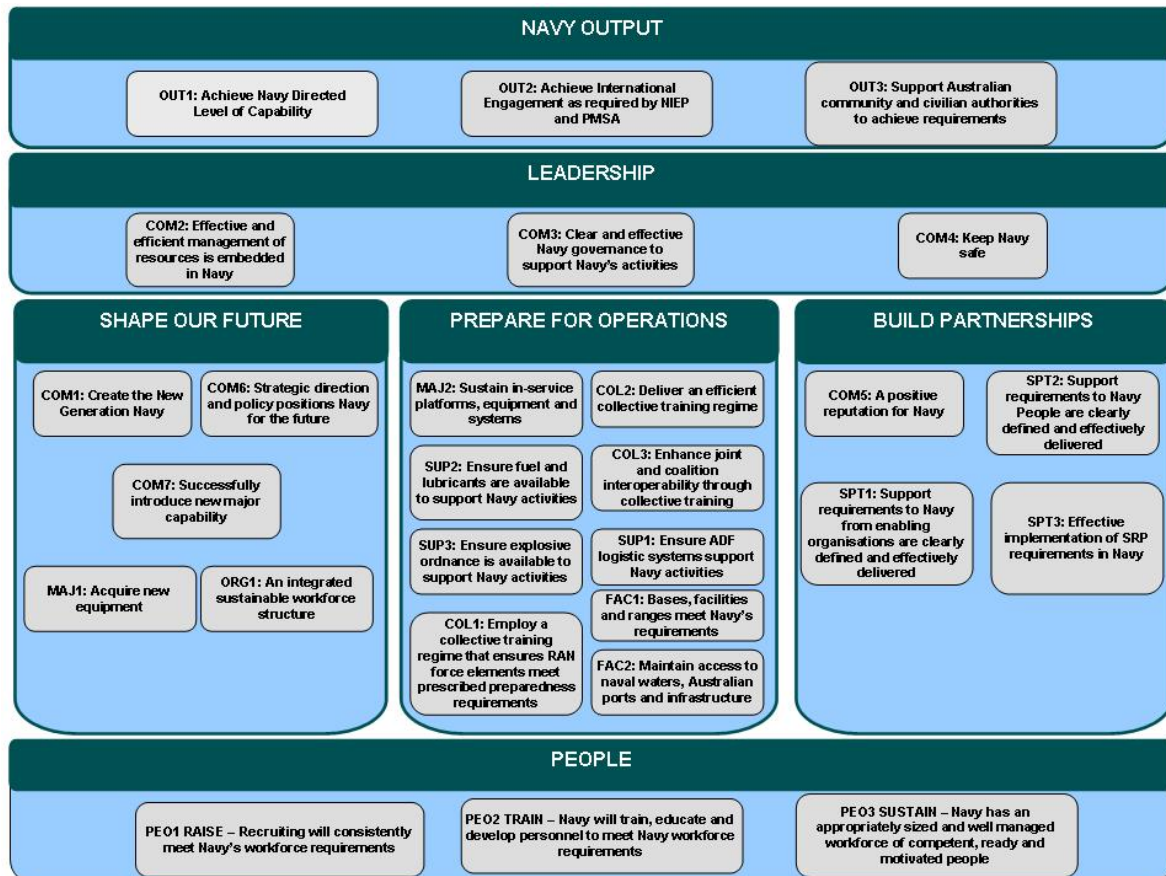 NAVY OUTPUT
OUT1: Achieve Navy Directed
Level of Capability
OUT2: Achieve International
Engagement as required by NIEP
and PMSA
OUT3: Support Australian
community and civilian authorities
to achieve requirements
LEADERSHIP
COM2: Effective and
efficient management of
resources is embedded
in Navy
COM3: Clear and effective
Navy governance to
support Navy's activities
COM4: Keep Navy
safe
SHAPE OUR FUTURE
COM1: Create the New
Generation Navy
COM6: Strategic direction
and policy positions Navy
for the future
COM7: Successfully
introduce new major
capability
MAJ1: Acquire new
equipment
ORG1: An integrated
sustainable workforce
structure
PREPARE FOR OPERATIONS
MAJ2: Sustain in-service
platforms, equipment and
systems
COL2: Deliver an efficient
collective training regime
SUP2: Ensure fuel and
lubricants are available
to support Navy activities
COL3: Enhance joint
and coalition
interoperability through
collective training
SUP3: Ensure explosive
ordnance is available to
support Navy activities
SUP1: Ensure ADF
logistic systems support
Navy activities
COL1: Employ a
collective training
regime that ensures RAN
force elements meet
prescribed preparedness
requirements
FAC1: Bases, facilities
and ranges meet Navy's
requirements
FAC2: Maintain access to
naval waters, Australian
ports and infrastructure
BUILD PARTNERSHIPS
COM5: A positive
reputation for Navy
SPT2: Support
requirements to Navy
People are clearly
defined and effectively
delivered
SPT1: Support
requirements to Navy
from enabling
organisations are clearly
defined and effectively
delivered
SPT3: Effective
implementation of SRP
requirements in Navy
PEOPLE
PEO1 RAISE – Recruiting will consistently
meet Navy's workforce requirements
PEO2 TRAIN – Navy will train, educate and
develop personnel to meet Navy workforce
requirements
PEO3 SUSTAIN – Navy has an
appropriately sized and well managed
workforce of competent, ready and
motivated people